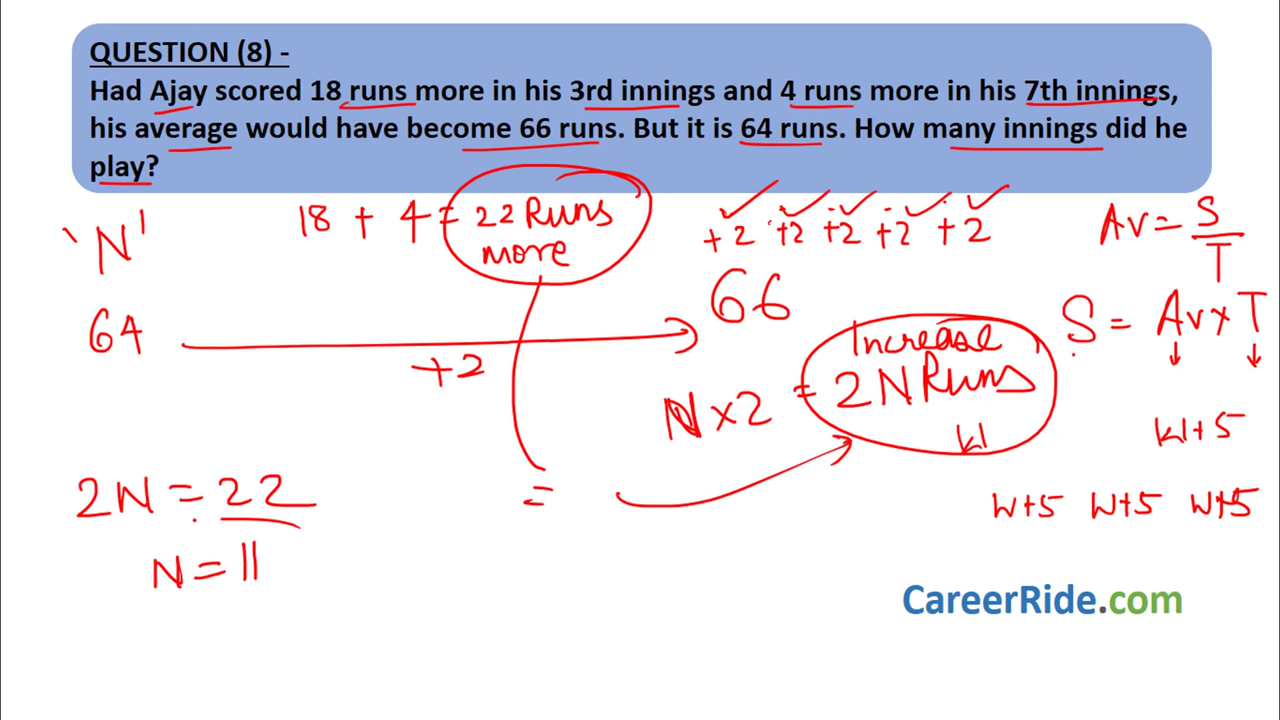 QUESTION (8) -
Had Ajay scored 18 runs more in his 3rd innings and 4 runs more in his 7th innings,
his average would have become 66 runs. But it is 64 runs. How many innings did he
play?
'N'
18 + 4 = 22 Runs
more
+2 +2 +2 +2 +2
Av = S
T
64
+2
66
S = Av x T
N x 2 = 2N Runs
Increase
2N = 22
=
N = 11
CareerRide.com